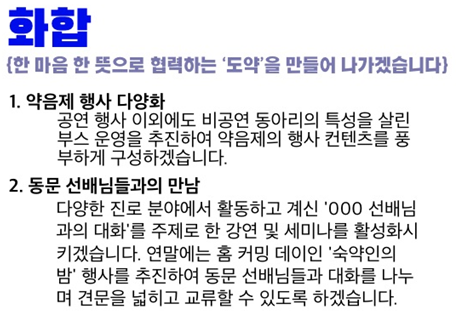 화합
{한 마음 한 뜻으로 협력하는 ‘도약’을 만들어 나가겠습니다}
1. 약음제 행사 다양화
공연 행사 이외에도 비공연 동아리의 특성을 살린
부스 운영을 추진하여 약음제의 행사 컨텐츠를 풍
부하게 구성하겠습니다.
2. 동문 선배님들과의 만남
다양한 진로 분야에서 활동하고 계신 '000 선배님
과의 대화'를 주제로 한 강연 및 세미나를 활성화시
키겠습니다. 연말에는 홈 커밍 데이인 '숙약인의
밤' 행사를 추진하여 동문 선배님들과 대화를 나누
며 견문을 넓히고 교류할 수 있도록 하겠습니다.